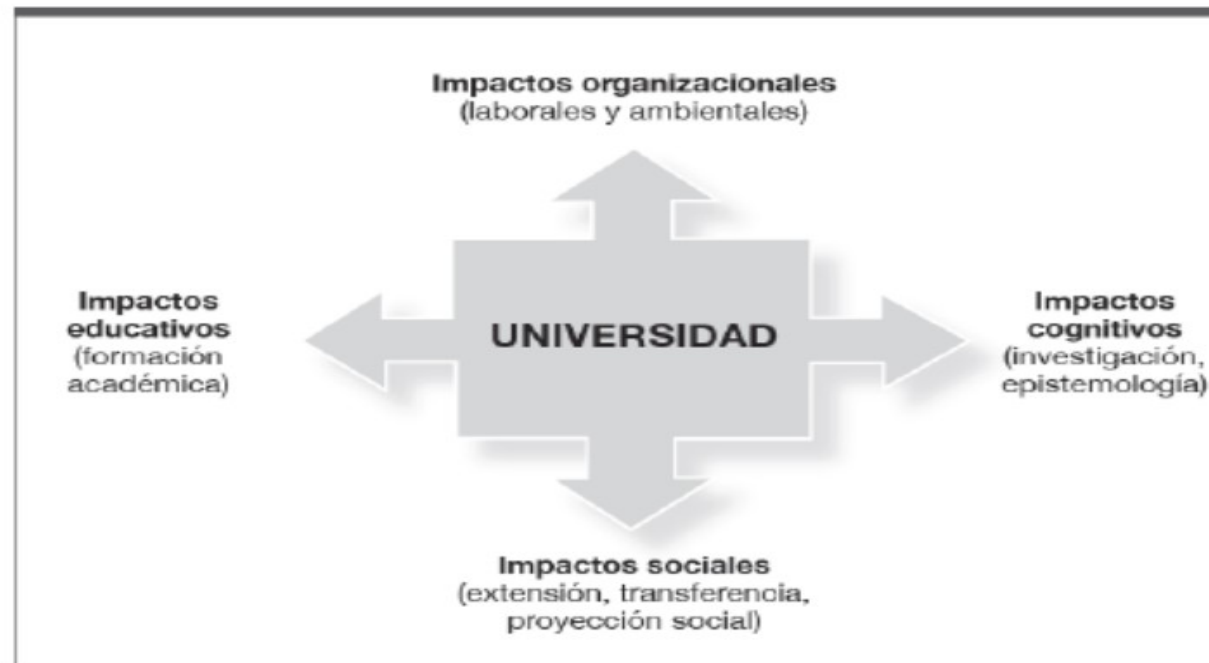 Impactos organizacionales
(laborales y ambientales)
Impactos
educativos
(formación
académica)
UNIVERSIDAD
Impactos
cognitivos
(investigación,
epistemología)
Impactos sociales
(extensión, transferencia,
proyección social)